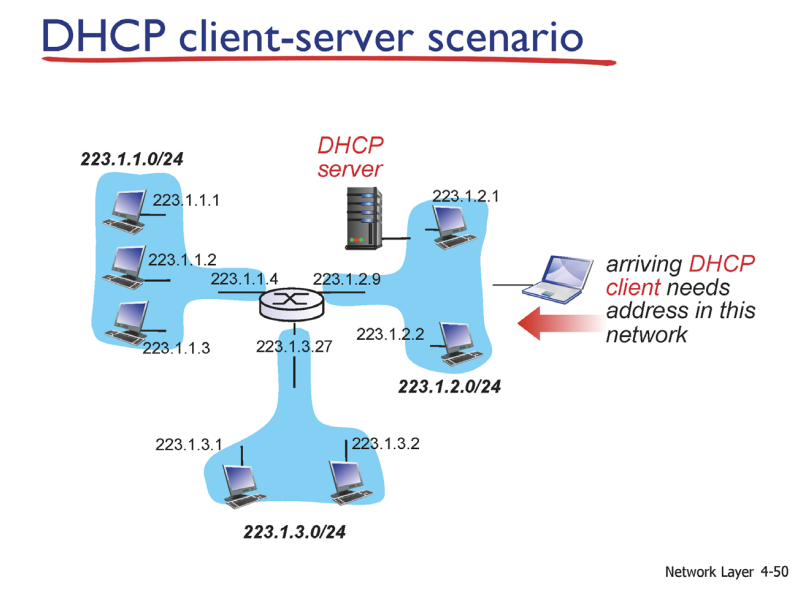 DHCP client-server scenario
223.1.1.0/24
DHCP
server
223.1.1.1
223.1.2.1
223.1.1.2
223.1.1.4
223.1.2.9
arriving DHCP
client needs
address in this
network
223.1.1.3
223.1.3.27
223.1.2.2
223.1.2.0/24
223.1.3.1
223.1.3.2
223.1.3.0/24
Network Layer 4-50